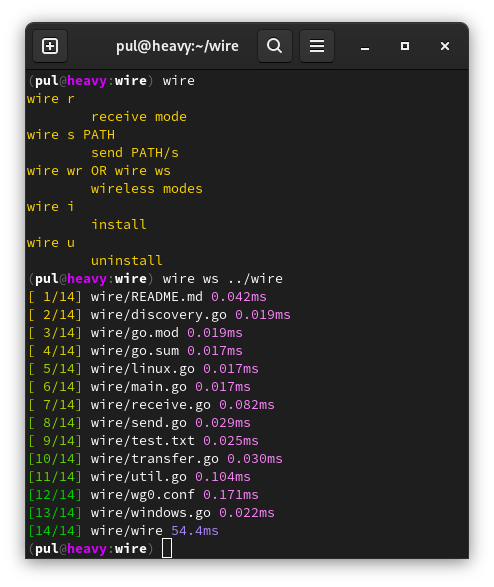 pul@heavy:~/wire
(pul@heavy:wire) wire
wire r
        receive mode
wire s PATH
        send PATH/s
wire wr OR wire ws
        wireless modes
wire i
        install
wire u
        uninstall
(pul@heavy:wire) wire ws ../wire
[ 1/14] wire/README.md 0.042ms
[ 2/14] wire/discovery.go 0.019ms
[ 3/14] wire/go.mod 0.019ms
[ 4/14] wire/go.sum 0.017ms
[ 5/14] wire/linux.go 0.017ms
[ 6/14] wire/main.go 0.017ms
[ 7/14] wire/receive.go 0.082ms
[ 8/14] wire/send.go 0.029ms
[ 9/14] wire/test.txt 0.025ms
[10/14] wire/transfer.go 0.030ms
[11/14] wire/util.go 0.104ms
[12/14] wire/wg0.conf 0.171ms
[13/14] wire/windows.go 0.022ms
[14/14] wire/wire 54.4ms
(pul@heavy:wire)